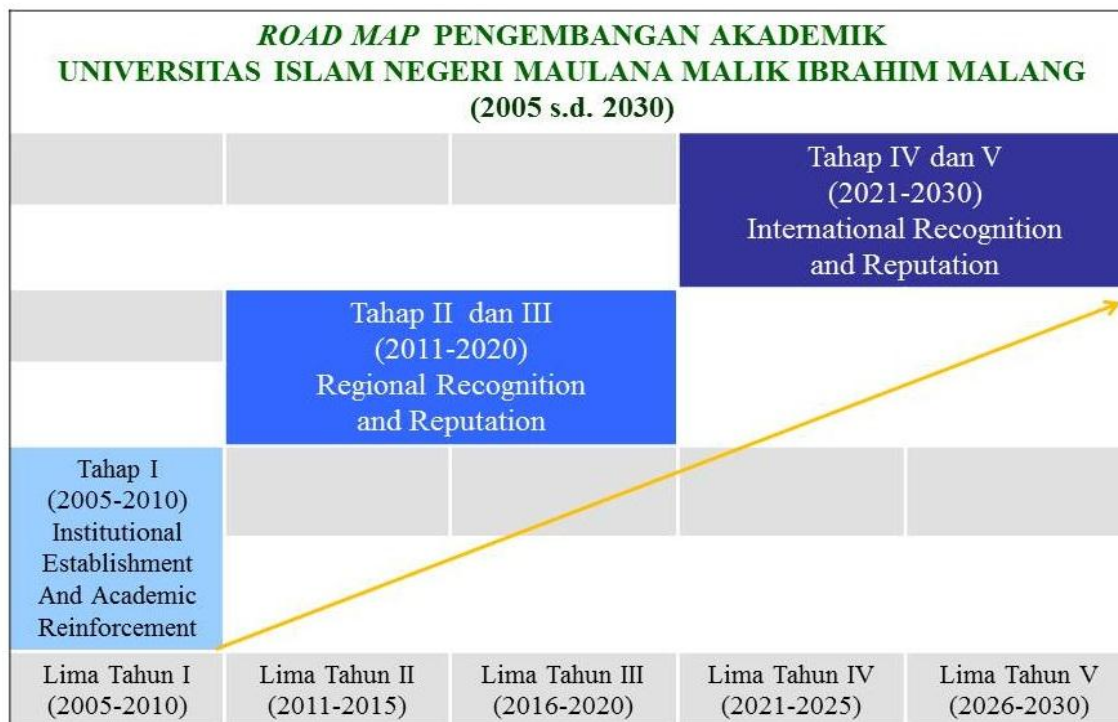 ROAD MAP PENGEMBANGAN AKADEMIK
UNIVERSITAS ISLAM NEGERI MAULANA MALIK IBRAHIM MALANG
(2005 s.d. 2030)
Tahap IV dan V
(2021-2030)
International Recognition
and Reputation
Tahap II dan III
(2011-2020)
Regional Recognition
and Reputation
Tahap I
(2005-2010)
Institutional
Establishment
And Academic
Reinforcement
Lima Tahun I
(2005-2010)
Lima Tahun II
(2011-2015)
Lima Tahun III
(2016-2020)
Lima Tahun IV
(2021-2025)
Lima Tahun V
(2026-2030)